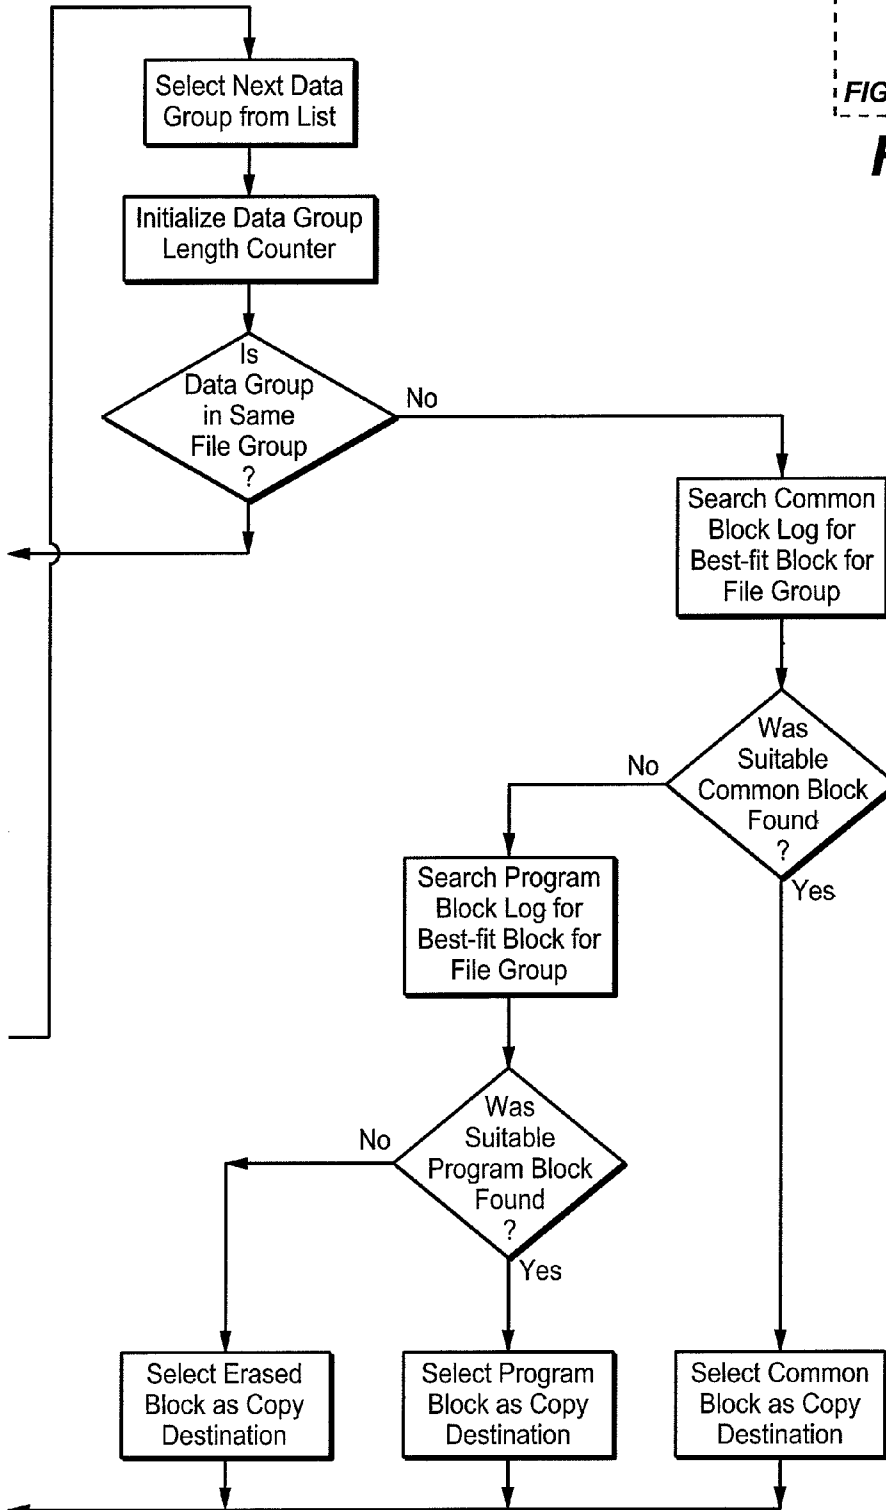 FIG
Select Next Data
Group from List
Initialize Data Group
Length Counter
Is
Data Group
in Same
File Group
?
No
Search Common
Block Log for
Best-fit Block for
File Group
Was
Suitable
Common Block
Found
?
No
Yes
Search Program
Block Log for
Best-fit Block for
File Group
Was
Suitable
Program Block
Found
?
No
Yes
Select Erased
Block as Copy
Destination
Select Program
Block as Copy
Destination
Select Common
Block as Copy
Destination